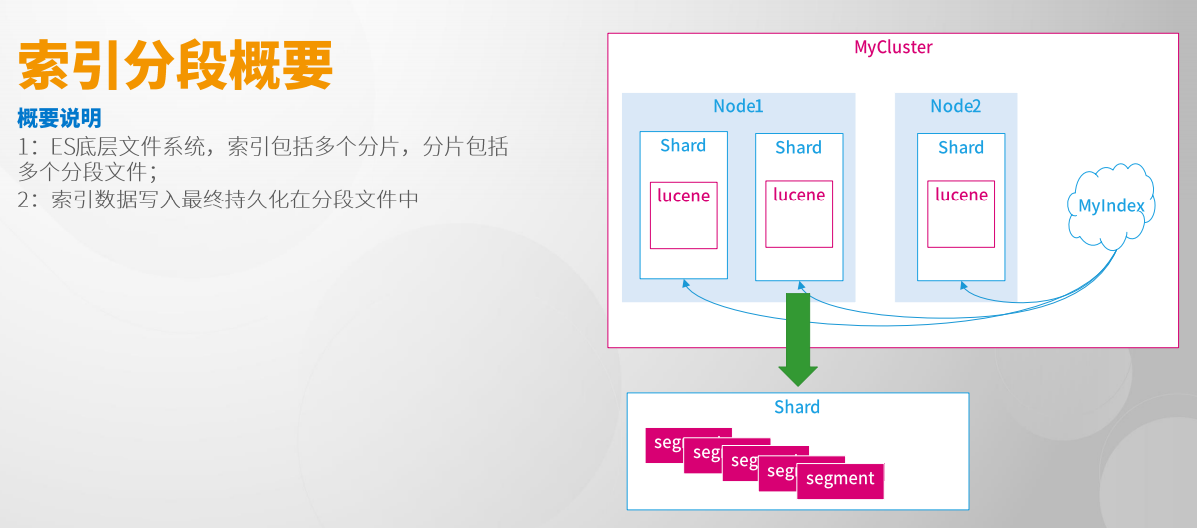 索引分段概要
概要说明
1：ES底层文件系统，索引包括多个分片，分片包括
多个分段文件；
2：索引数据写入最终持久化在分段文件中
MyCluster
Node1
Node2
Shard
Shard
Shard
lucene
lucene
lucene
MyIndex
Shard
seg
seg
seg
seg
segment